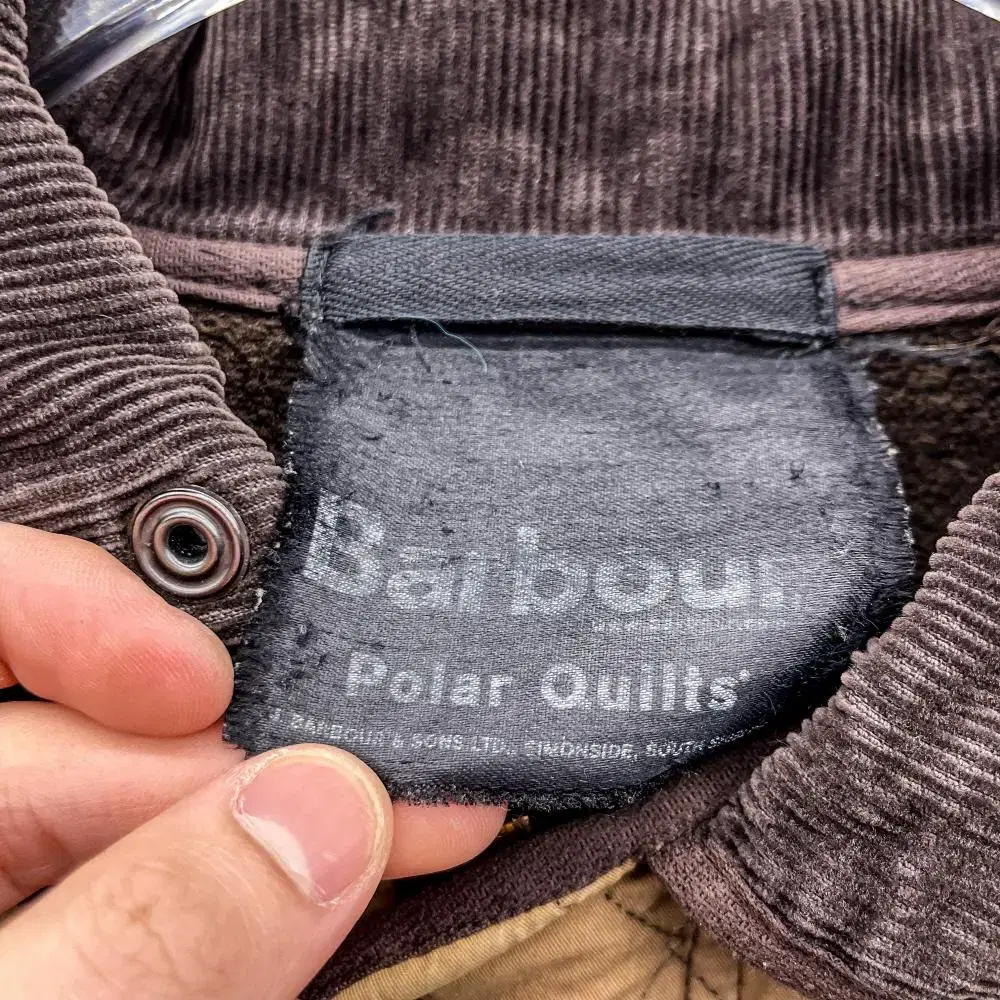 Barbour
Polar Quilts
J. BARBOUR & SONS LTD., SIMONSIDE, SOUTH